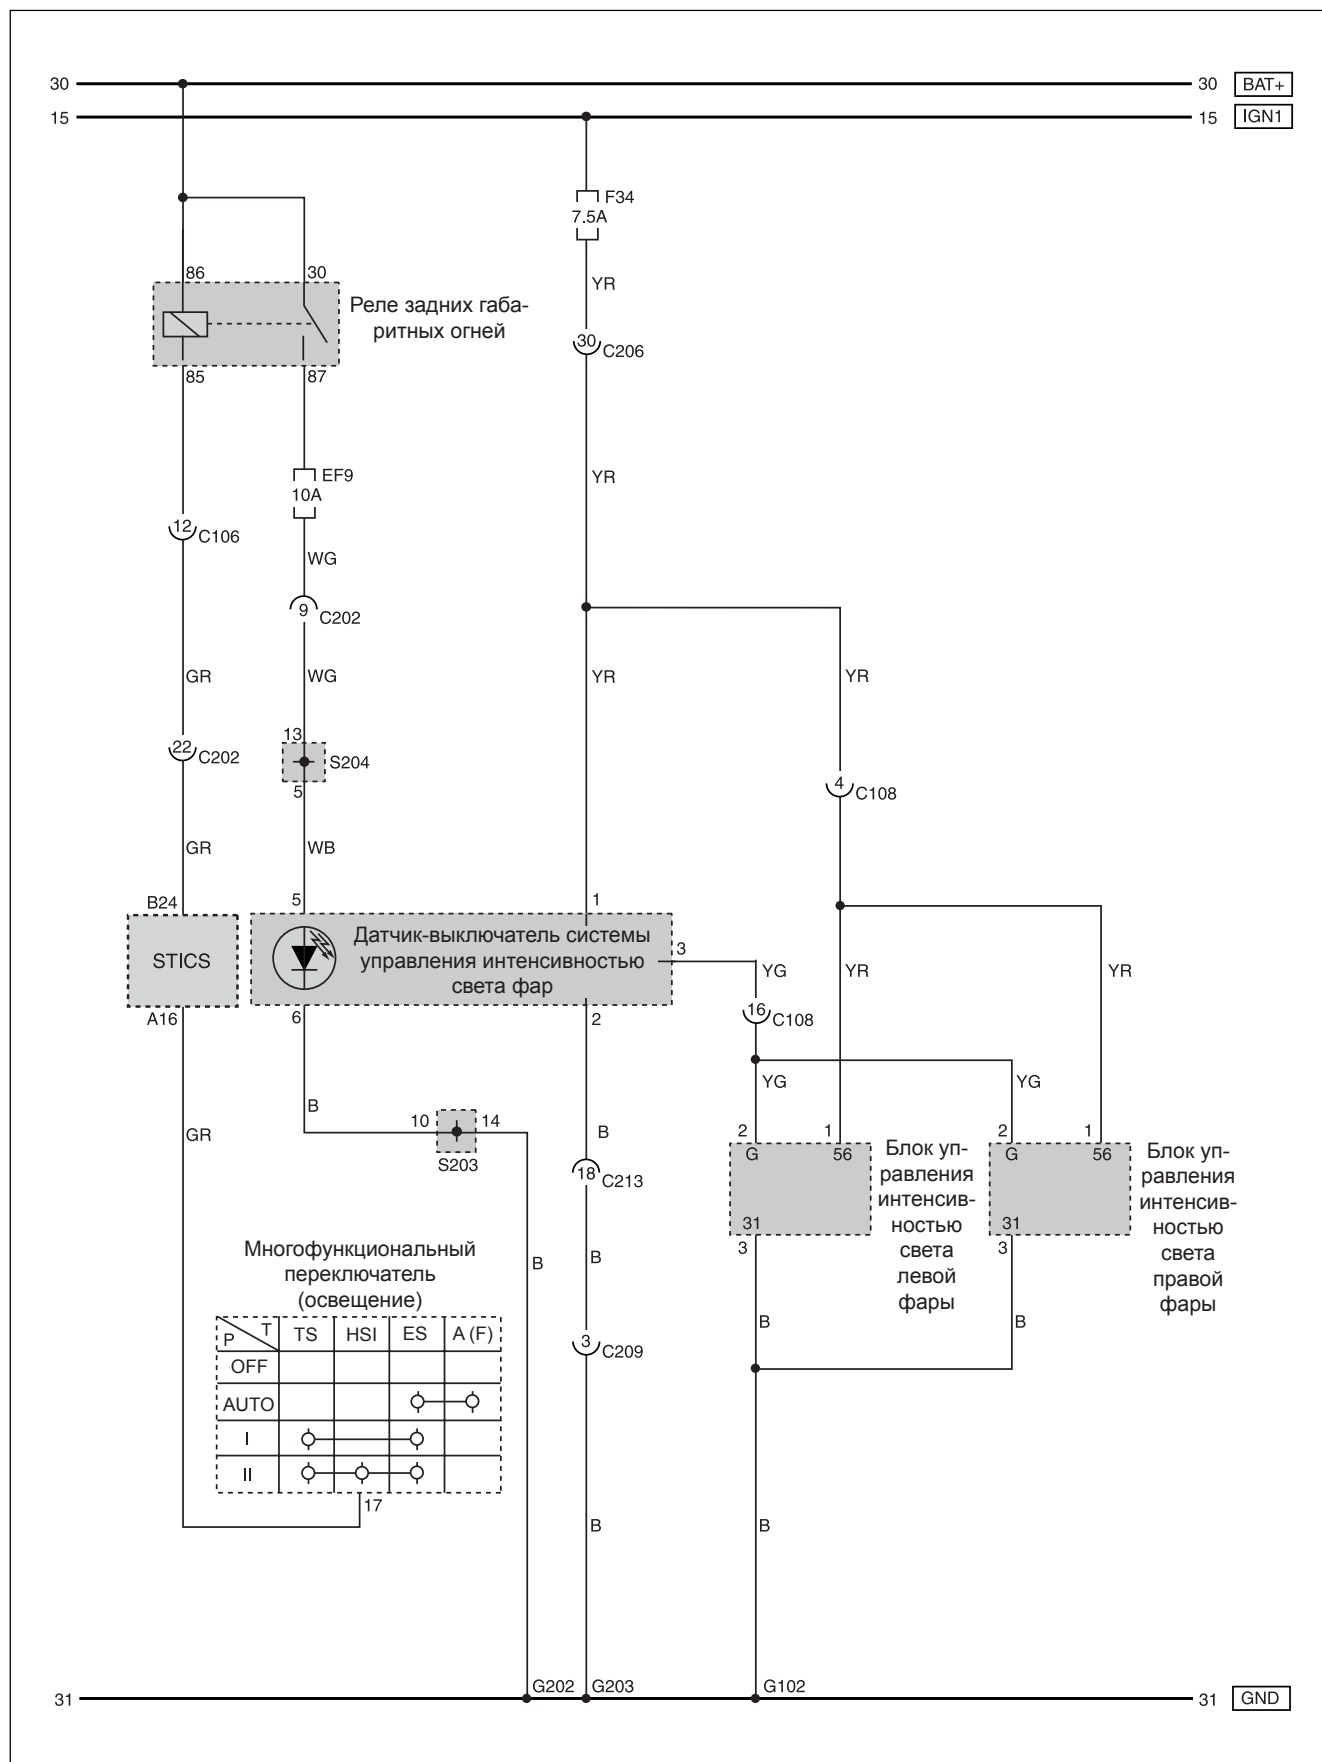 30
30
BAT+
15
15
IGN1
F34
7.5A
86
30
YR
Реле задних габа-
ритных огней
30
C206
85
87
EF9
10A
YR
12
C106
WG
9
C202
GR
WG
YR
YR
13
22
C202
S204
5
4
C108
GR
WB
B24
5
1
STICS
Датчик-выключатель системы
управления интенсивностью
света фар
3
YG
YR
YR
A16
6
2
16
C108
YG
YG
B
10
14
B
GR
S203
2
1
2
1
G
56
G
56
Блок уп-
равления
интенсив-
ностью
света
левой
фары
Блок уп-
равления
интенсив-
ностью
света
правой
фары
18
C213
31
31
3
3
B
B
Многофункциональный
переключатель
(освещение)
P
T
TS
HSI
ES
A (F)
OFF
AUTO
I
II
17
B
B
3
C209
B
B
G202
G203
G102
31
31
GND